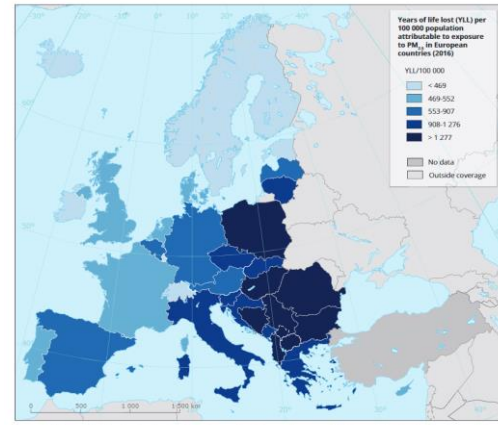 Years of life lost (YLL) per
100 000 population
attributable to exposure
to PM2.5 in European
countries (2016)
YLL/100 000
< 469
469-552
553-907
908-1 276
> 1 277
No data
Outside coverage
0 500 1 000 1 500 km